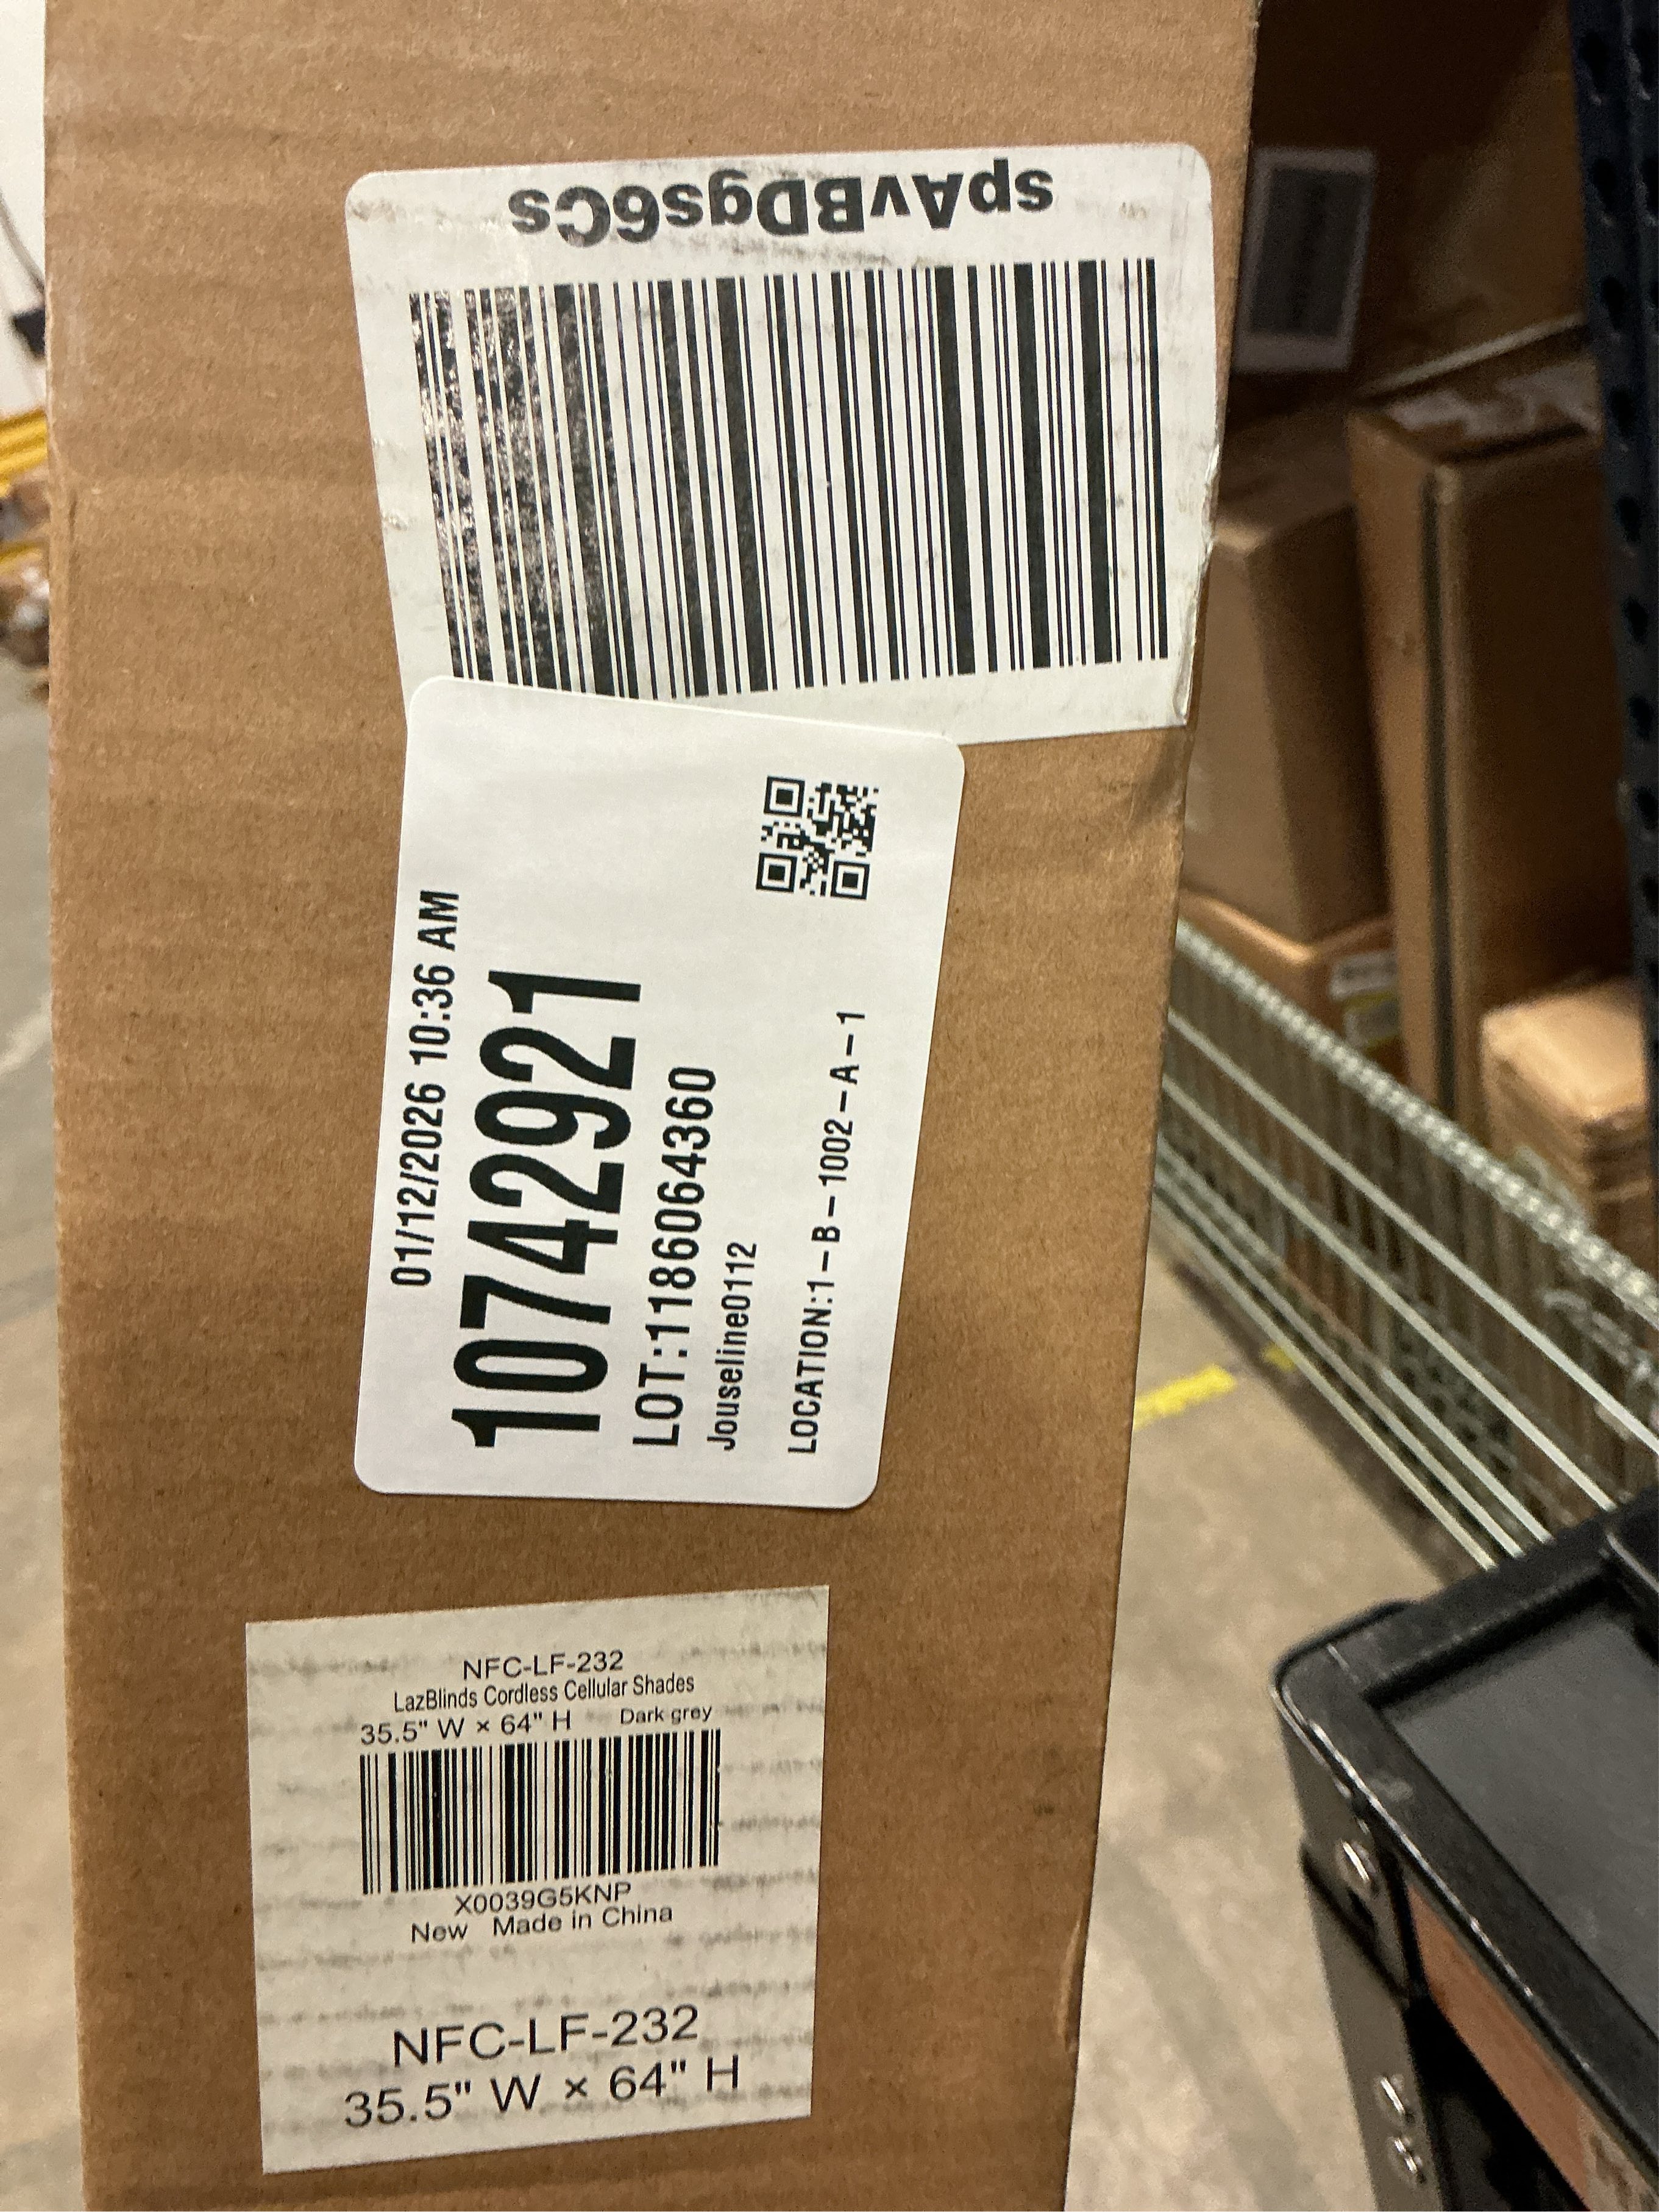 spAvBDgs6Cs
01/12/2026 10:36 AM
10742921
LOT:1186064360
Jouseline0112
LOCATION:1-B-1002-A-1
NFC-LF-232
LazBlinds Cordless Cellular Shades
35.5" W × 64" H Dark grey
X0039G5KNP
New Made in China
NFC-LF-232
35.5" W × 64" H